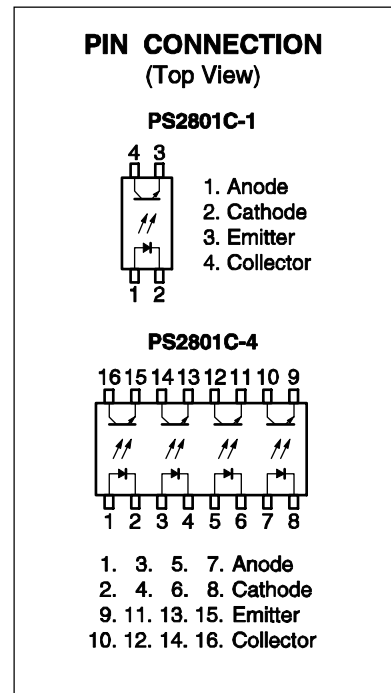 PIN CONNECTION
(Top View)
PS2801C-1
4 3
1. Anode
2. Cathode
3. Emitter
4. Collector
1 2
PS2801C-4
16 15 14 13 12 11 10 9
1 2 3 4 5 6 7 8
1. 3. 5. 7. Anode
2. 4. 6. 8. Cathode
9. 11. 13. 15. Emitter
10. 12. 14. 16. Collector